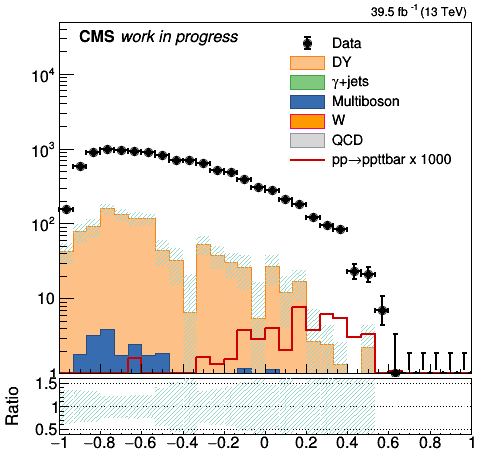 39.5 fb⁻¹ (13 TeV)
CMS work in progress
Data
DY
γ+jets
Multiboson
W
QCD
pp→ppttbar x 1000
10⁴
10³
10²
10
1
1.5
1
0.5
Ratio
−1 −0.8 −0.6 −0.4 −0.2 0 0.2 0.4 0.6 0.8 1